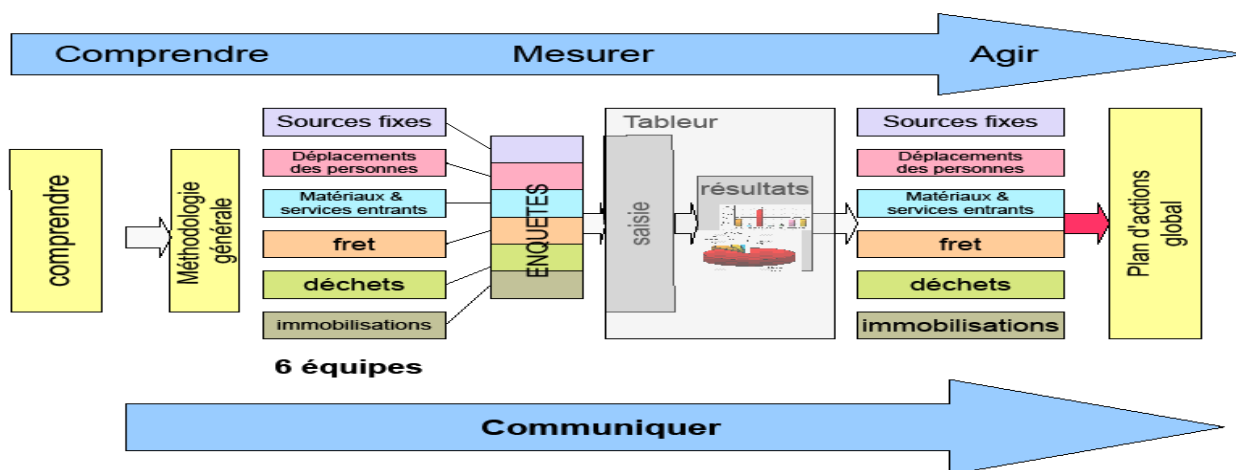 Comprendre
Mesurer
Agir
comprendre
Méthodologie
générale
Sources fixes
Déplacements
des personnes
Matériaux &
services entrants
fret
déchets
immobilisations
6 équipes
ENQUETES
Tableur
saisie
résultats
Sources fixes
Déplacements
des personnes
Matériaux &
services entrants
fret
déchets
immobilisations
Plan d'actions
global
Communiquer